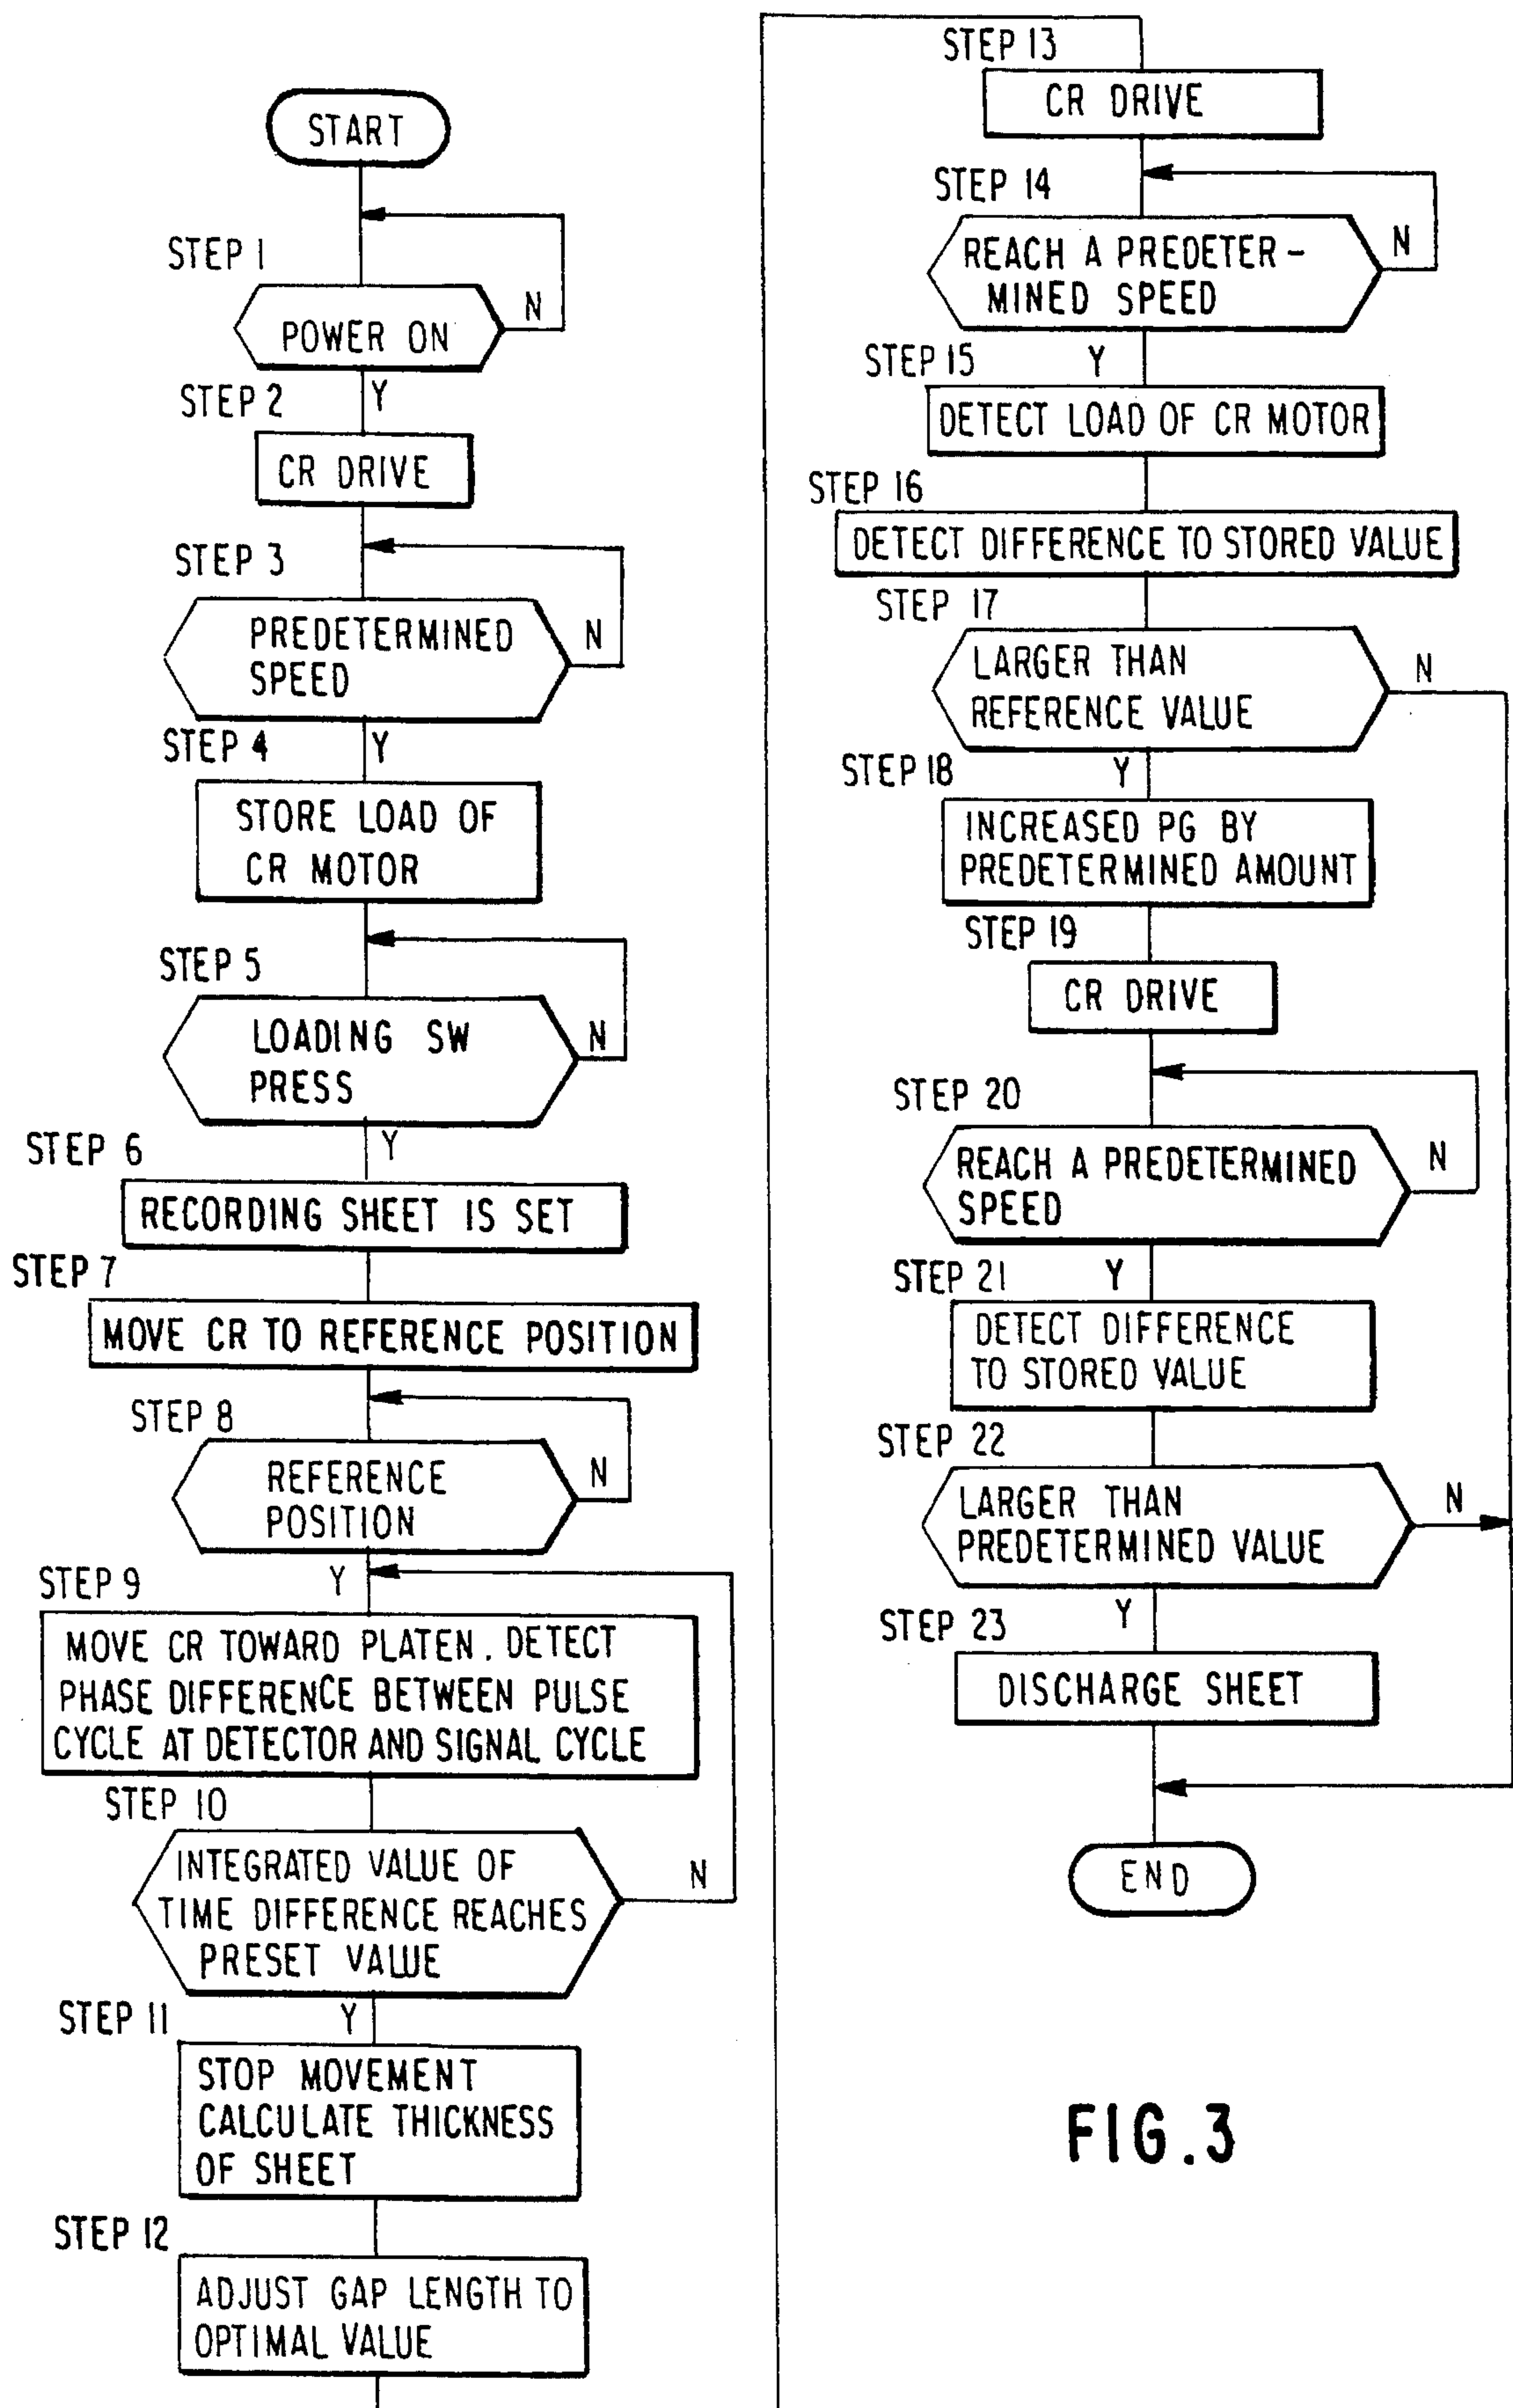 START
STEP 1
N
POWER ON
STEP 2
Y
CR DRIVE
STEP 3
PREDETERMINED
N
SPEED
STEP 4
Y
STORE LOAD OF
CR MOTOR
STEP 5
LOADING SW
N
PRESS
STEP 6
Y
RECORDING SHEET IS SET
STEP 7
MOVE CR TO REFERENCE POSITION
STEP 8
REFERENCE
N
POSITION
STEP 9
Y
MOVE CR TOWARD PLATEN. DETECT
PHASE DIFFERENCE BETWEEN PULSE
CYCLE AT DETECTOR AND SIGNAL CYCLE
STEP 10
INTEGRATED VALUE OF
N
TIME DIFFERENCE REACHES
PRESET VALUE
STEP 11
Y
STOP MOVEMENT
CALCULATE THICKNESS
OF SHEET
STEP 12
ADJUST GAP LENGTH TO
OPTIMAL VALUE
STEP 13
CR DRIVE
STEP 14
REACH A PREDETER-
N
MINED SPEED
STEP 15
Y
DETECT LOAD OF CR MOTOR
STEP 16
DETECT DIFFERENCE TO STORED VALUE
STEP 17
LARGER THAN
N
REFERENCE VALUE
STEP 18
Y
INCREASED PG BY
PREDETERMINED AMOUNT
STEP 19
CR DRIVE
STEP 20
REACH A PREDETERMINED
N
SPEED
STEP 21
Y
DETECT DIFFERENCE
TO STORED VALUE
STEP 22
LARGER THAN
N
PREDETERMINED VALUE
STEP 23
Y
DISCHARGE SHEET
END
FIG.3